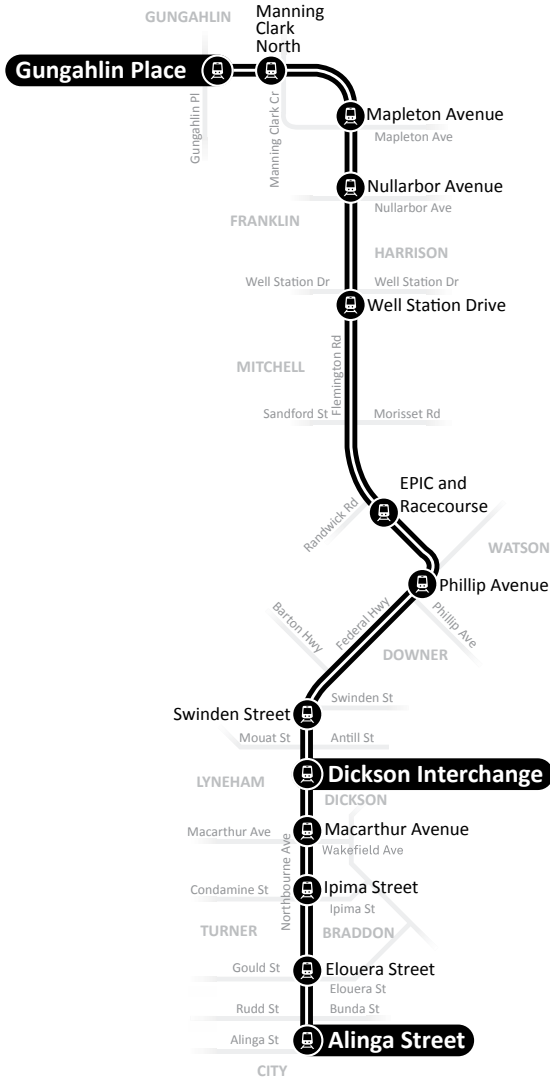 GUNGAHLIN
Manning
Clark
North
Gungahlin Place
Gungahlin Pl
Manning Clark Cr
Mapleton Avenue
Mapleton Ave
Nullarbor Avenue
Nullarbor Ave
FRANKLIN
HARRISON
Well Station Dr
Well Station Dr
Well Station Drive
Flemington Rd
MITCHELL
Sandford St
Morisset Rd
EPIC and
Racecourse
Randwick Rd
WATSON
Phillip Avenue
Phillip Ave
Federal Hwy
Barton Hwy
DOWNER
Swinden St
Swinden Street
Mouat St
Antill St
Dickson Interchange
LYNEHAM
DICKSON
Macarthur Avenue
Macarthur Ave
Wakefield Ave
Northbourne Ave
Ipima Street
Condamine St
Ipima St
TURNER
BRADDON
Elouera Street
Gould St
Elouera St
Rudd St
Bunda St
Alinga St
Alinga Street
CITY